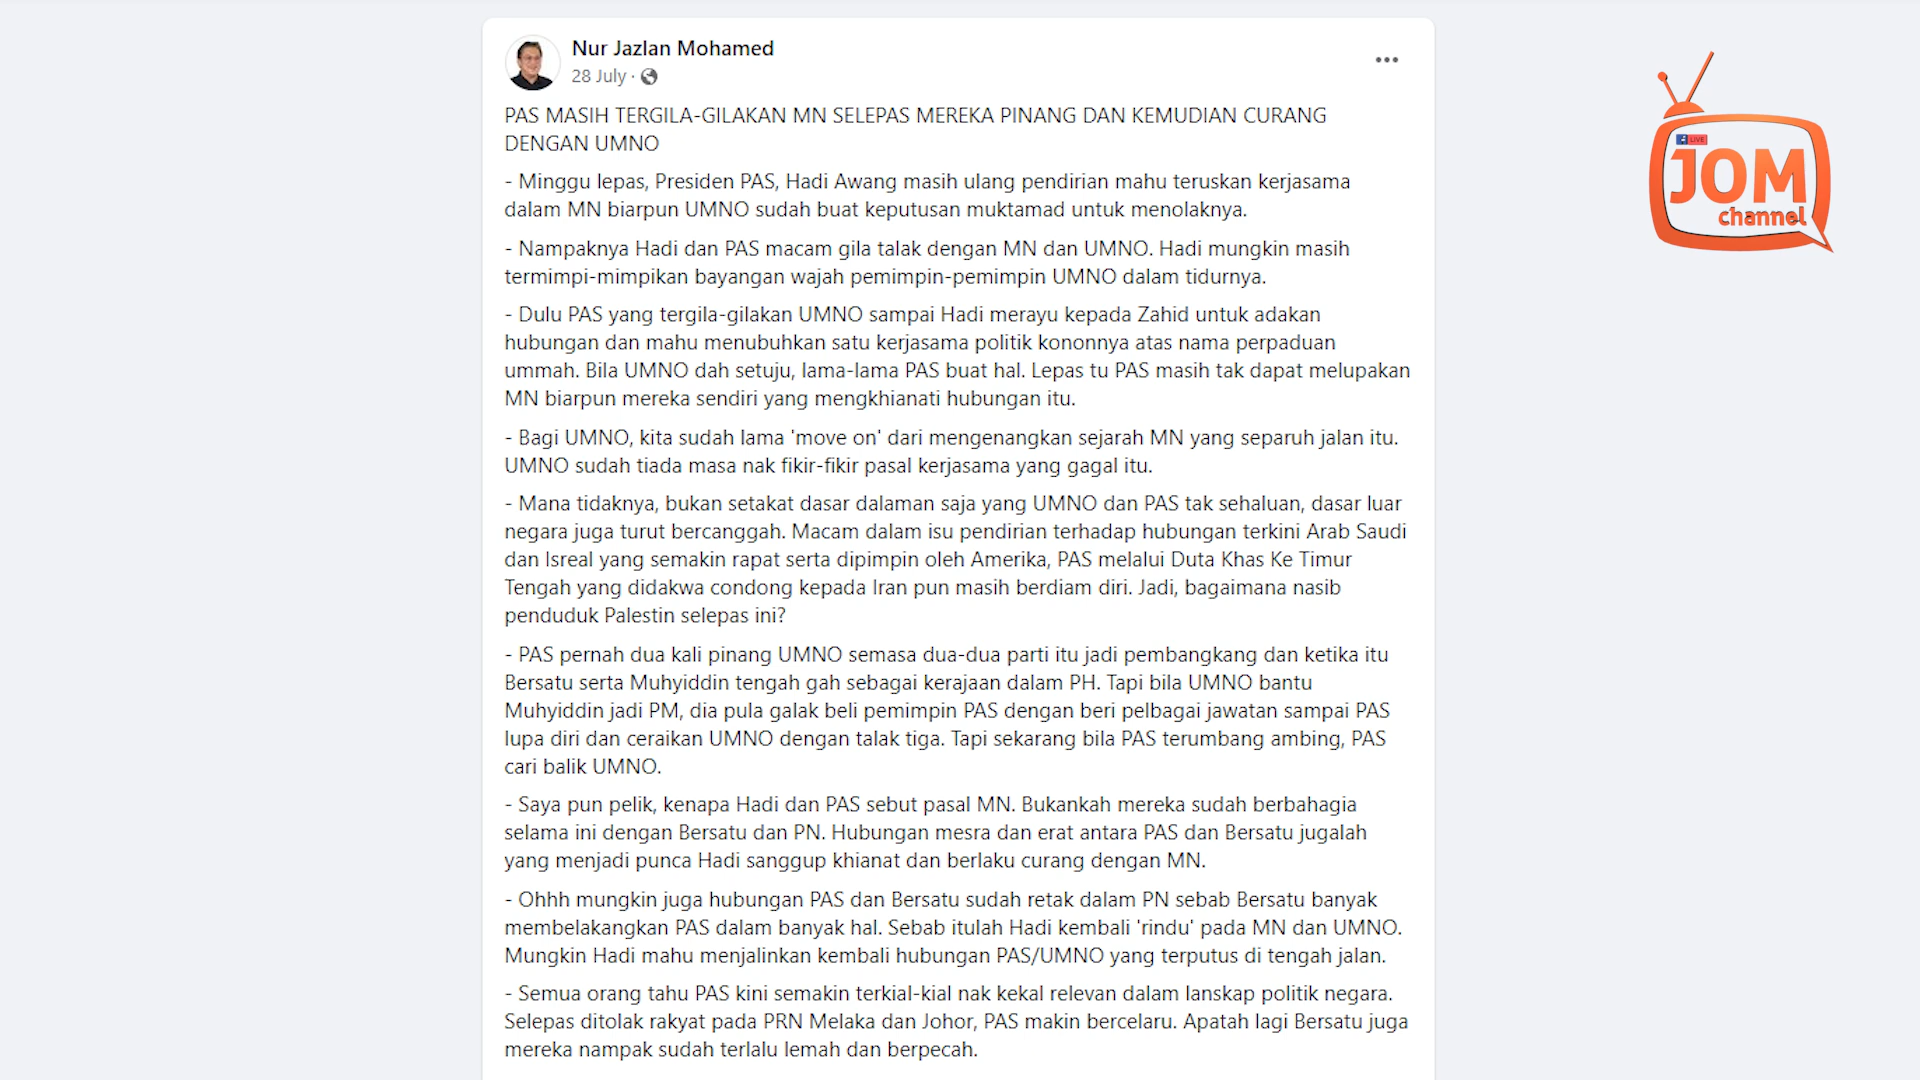 Nur Jazlan Mohamed
28 July ·
PAS MASIH TERGILA-GILAKAN MN SELEPAS MEREKA PINANG DAN KEMUDIAN CURANG
DENGAN UMNO
- Minggu lepas, Presiden PAS, Hadi Awang masih ulang pendirian mahu teruskan kerjasama
dalam MN biarpun UMNO sudah buat keputusan muktamad untuk menolaknya.
- Nampaknya Hadi dan PAS macam gila talak dengan MN dan UMNO. Hadi mungkin masih
termimpi-mimpikan bayangan wajah pemimpin-pemimpin UMNO dalam tidurnya.
- Dulu PAS yang tergila-gilakan UMNO sampai Hadi merayu kepada Zahid untuk adakan
hubungan dan mahu menubuhkan satu kerjasama politik kononnya atas nama perpaduan
ummah. Bila UMNO dah setuju, lama-lama PAS buat hal. Lepas tu PAS masih tak dapat melupakan
MN biarpun mereka sendiri yang mengkhianati hubungan itu.
- Bagi UMNO, kita sudah lama 'move on' dari mengenangkan sejarah MN yang separuh jalan itu.
UMNO sudah tiada masa nak fikir-fikir pasal kerjasama yang gagal itu.
- Mana tidaknya, bukan setakat dasar dalaman saja yang UMNO dan PAS tak sehaluan, dasar luar
negara juga turut bercanggah. Macam dalam isu pendirian terhadap hubungan terkini Arab Saudi
dan Isreal yang semakin rapat serta dipimpin oleh Amerika, PAS melalui Duta Khas Ke Timur
Tengah yang didakwa condong kepada Iran pun masih berdiam diri. Jadi, bagaimana nasib
penduduk Palestin selepas ini?
- PAS pernah dua kali pinang UMNO semasa dua-dua parti itu jadi pembangkang dan ketika itu
Bersatu serta Muhyiddin tengah gah sebagai kerajaan dalam PH. Tapi bila UMNO bantu
Muhyiddin jadi PM, dia pula galak beli pemimpin PAS dengan beri pelbagai jawatan sampai PAS
lupa diri dan ceraikan UMNO dengan talak tiga. Tapi sekarang bila PAS terumbang ambing, PAS
cari balik UMNO.
- Saya pun pelik, kenapa Hadi dan PAS sebut pasal MN. Bukankah mereka sudah berbahagia
selama ini dengan Bersatu dan PN. Hubungan mesra dan erat antara PAS dan Bersatu jugalah
yang menjadi punca Hadi sanggup khianat dan berlaku curang dengan MN.
- Ohhh mungkin juga hubungan PAS dan Bersatu sudah retak dalam PN sebab Bersatu banyak
membelakangkan PAS dalam banyak hal. Sebab itulah Hadi kembali 'rindu' pada MN dan UMNO.
Mungkin Hadi mahu menjalinkan kembali hubungan PAS/UMNO yang terputus di tengah jalan.
- Semua orang tahu PAS kini semakin terkial-kial nak kekal relevan dalam lanskap politik negara.
Selepas ditolak rakyat pada PRN Melaka dan Johor, PAS makin bercelaru. Apatah lagi Bersatu juga
mereka nampak sudah terlalu lemah dan berpecah.
LIVE
JOM
channel